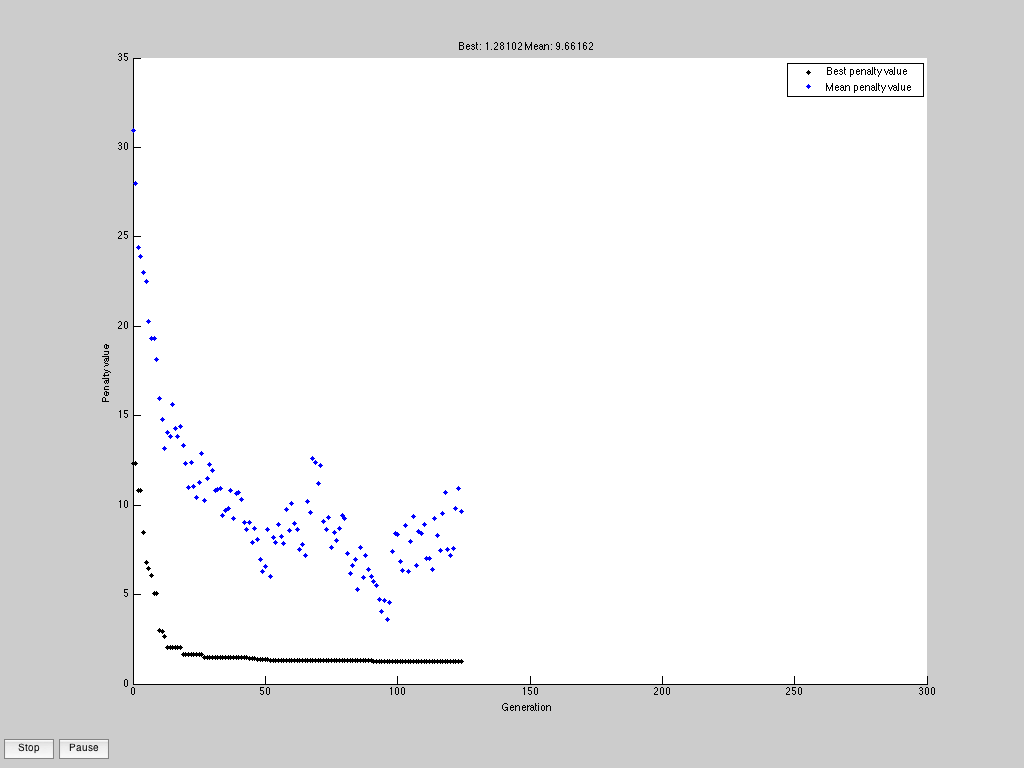 Best: 1.28102 Mean: 9.66162
35
Best penalty value
Mean penalty value
30
25
20
15
10
5
0
Penalty value
0 50 100 150 200 250 300
Generation
Stop Pause